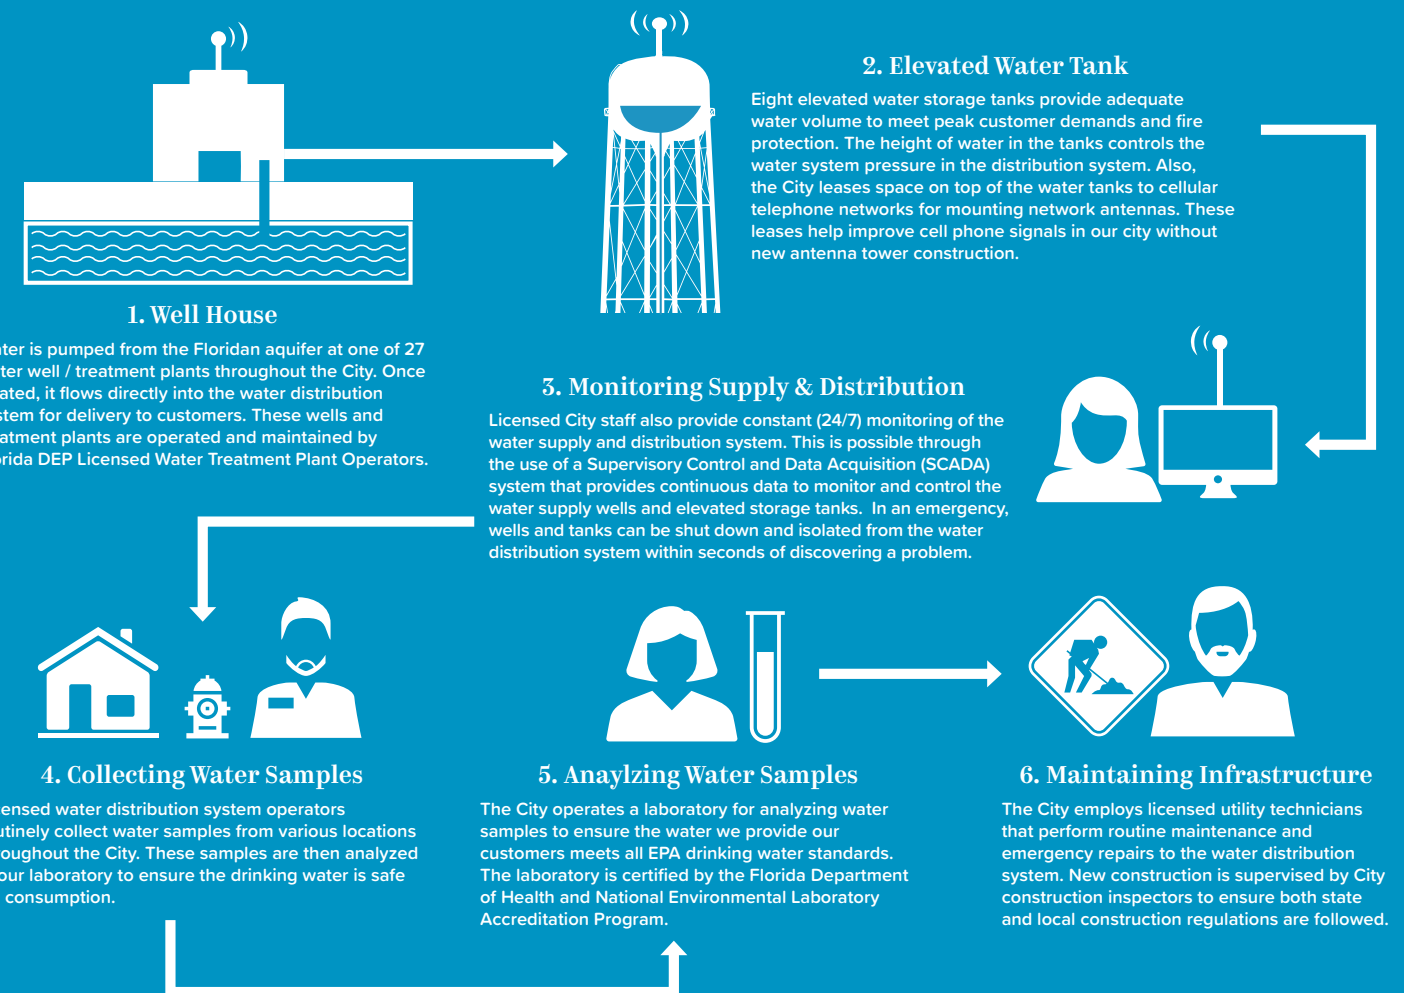 2. Elevated Water Tank
Eight elevated water storage tanks provide adequate
water volume to meet peak customer demands and fire
protection. The height of water in the tanks controls the
water system pressure in the distribution system. Also,
the City leases space on top of the water tanks to cellular
telephone networks for mounting network antennas. These
leases help improve cell phone signals in our city without
new antenna tower construction.
1. Well House
ter is pumped from the Floridan aquifer at one of 27
ter well / treatment plants throughout the City. Once
ated, it flows directly into the water distribution
stem for delivery to customers. These wells and
atment plants are operated and maintained by
rida DEP Licensed Water Treatment Plant Operators.
3. Monitoring Supply & Distribution
Licensed City staff also provide constant (24/7) monitoring of the
water supply and distribution system. This is possible through
the use of a Supervisory Control and Data Acquisition (SCADA)
system that provides continuous data to monitor and control the
water supply wells and elevated storage tanks. In an emergency,
wells and tanks can be shut down and isolated from the water
distribution system within seconds of discovering a problem.
4. Collecting Water Samples
ensed water distribution system operators
utinely collect water samples from various locations
roughout the City. These samples are then analyzed
our laboratory to ensure the drinking water is safe
consumption.
5. Anaylzing Water Samples
The City operates a laboratory for analyzing water
samples to ensure the water we provide our
customers meets all EPA drinking water standards.
The laboratory is certified by the Florida Department
of Health and National Environmental Laboratory
Accreditation Program.
6. Maintaining Infrastructure
The City employs licensed utility technicians
that perform routine maintenance and
emergency repairs to the water distribution
system. New construction is supervised by City
construction inspectors to ensure both state
and local construction regulations are followed.